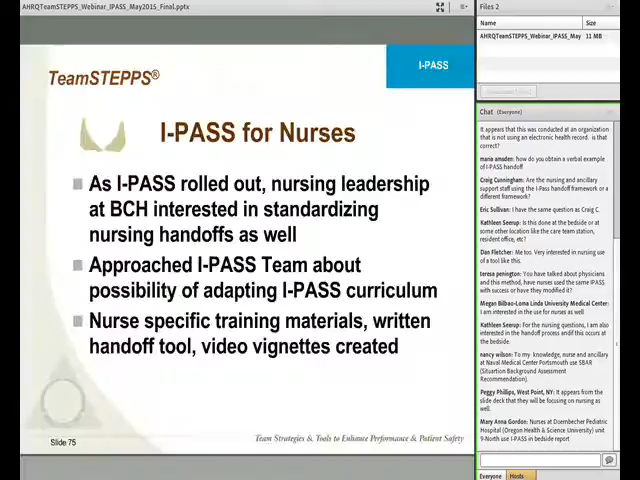 AHRQTeamSTEPPS_Webinar_IPASS_May2015_Final.pptx
I-PASS
TeamSTEPPS®
I-PASS for Nurses
As I-PASS rolled out, nursing leadership
at BCH interested in standardizing
nursing handoffs as well
Approached I-PASS Team about
possibility of adapting I-PASS curriculum
Nurse specific training materials, written
handoff tool, video vignettes created
Slide 75
Team Strategies & Tools to Enhance Performance & Patient Safety
Files 2
Name Size
AHRQTeamSTEPPS_Webinar_IPASS_May 11 MB
Chat (Everyone)
It appears that this was conducted at an organization
that is not using an electronic health record. is that
correct?
maria amsden: how do you obtain a verbal example
of I-PASS handoff
Craig Cunningham: Are the nursing and ancillary
support staff using the I-Pass handoff framework or a
different framework?
Eric Sullivan: I have the same question as Craig C.
Kathleen Seerup: Is this done at the bedside or at
some other location like the care team station,
resident office, etc?
Dan Fletcher: Me too. Very interested in nursing use
of a tool like this.
teresa penington: You have talked about physicians
and this method, have nurses used the same IPASS
with success or have they modified it?
Megan Bilbao-Loma Linda University Medical Center:
I am interested in the use for nurses as well
Kathleen Seerup: For the nursing questions, I am also
interested in the handoff process andif this occurs at
the bedside.
nancy wilson: To my knowledge, nurse and ancillary
at Naval Medical Center Portsmouth use SBAR
(Situartion Background Assessment
Recommendation).
Peggy Phillips, West Point, NY: It appears from the
slide deck that they will be focusing on nursing as
well.
Mary Anna Gordon: Nurses at Doernbecher Pediatric
Hospital (Oregon Health & Science University) unit
9-North use I-PASS in bedside report
Everyone Hosts